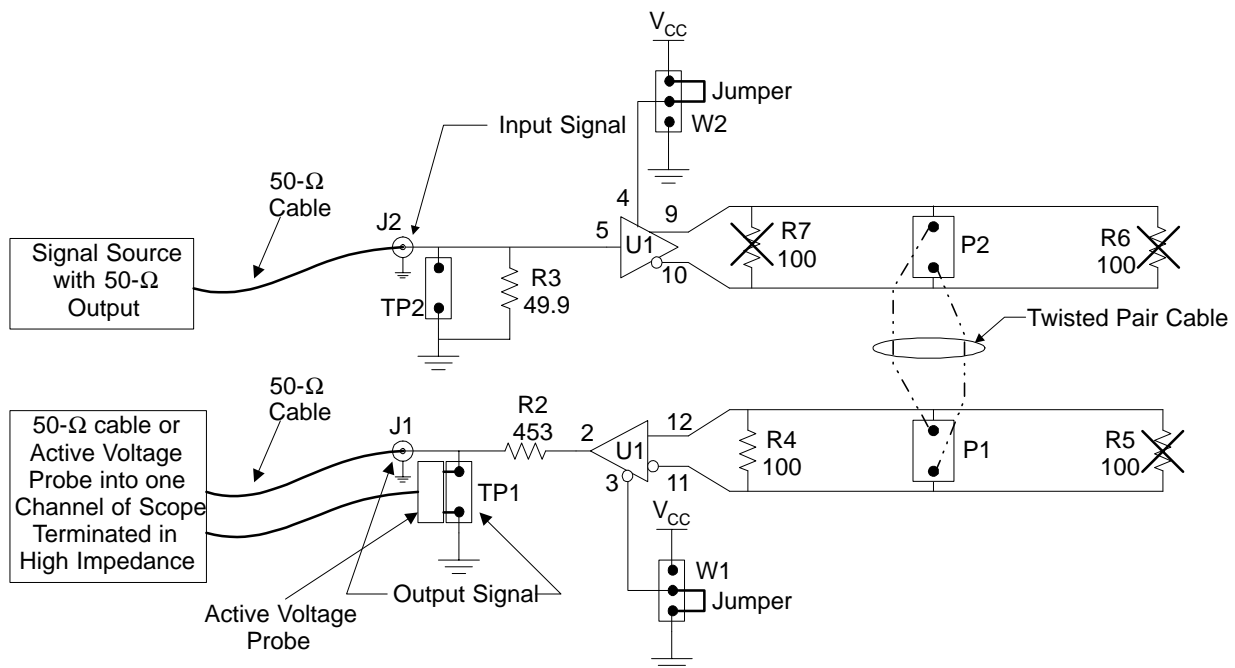 VCC
Jumper
W2
Input Signal
50-Ω
Cable
J2
4
5
U1
9
10
R7
100
P2
R6
100
Signal Source
with 50-Ω
Output
TP2
R3
49.9
Twisted Pair Cable
50-Ω
Cable
50-Ω cable or
Active Voltage
Probe into one
Channel of Scope
Terminated in
High Impedance
J1
R2
453
2
U1
12
3
11
R4
100
P1
R5
100
TP1
VCC
W1
Jumper
Output Signal
Active Voltage
Probe